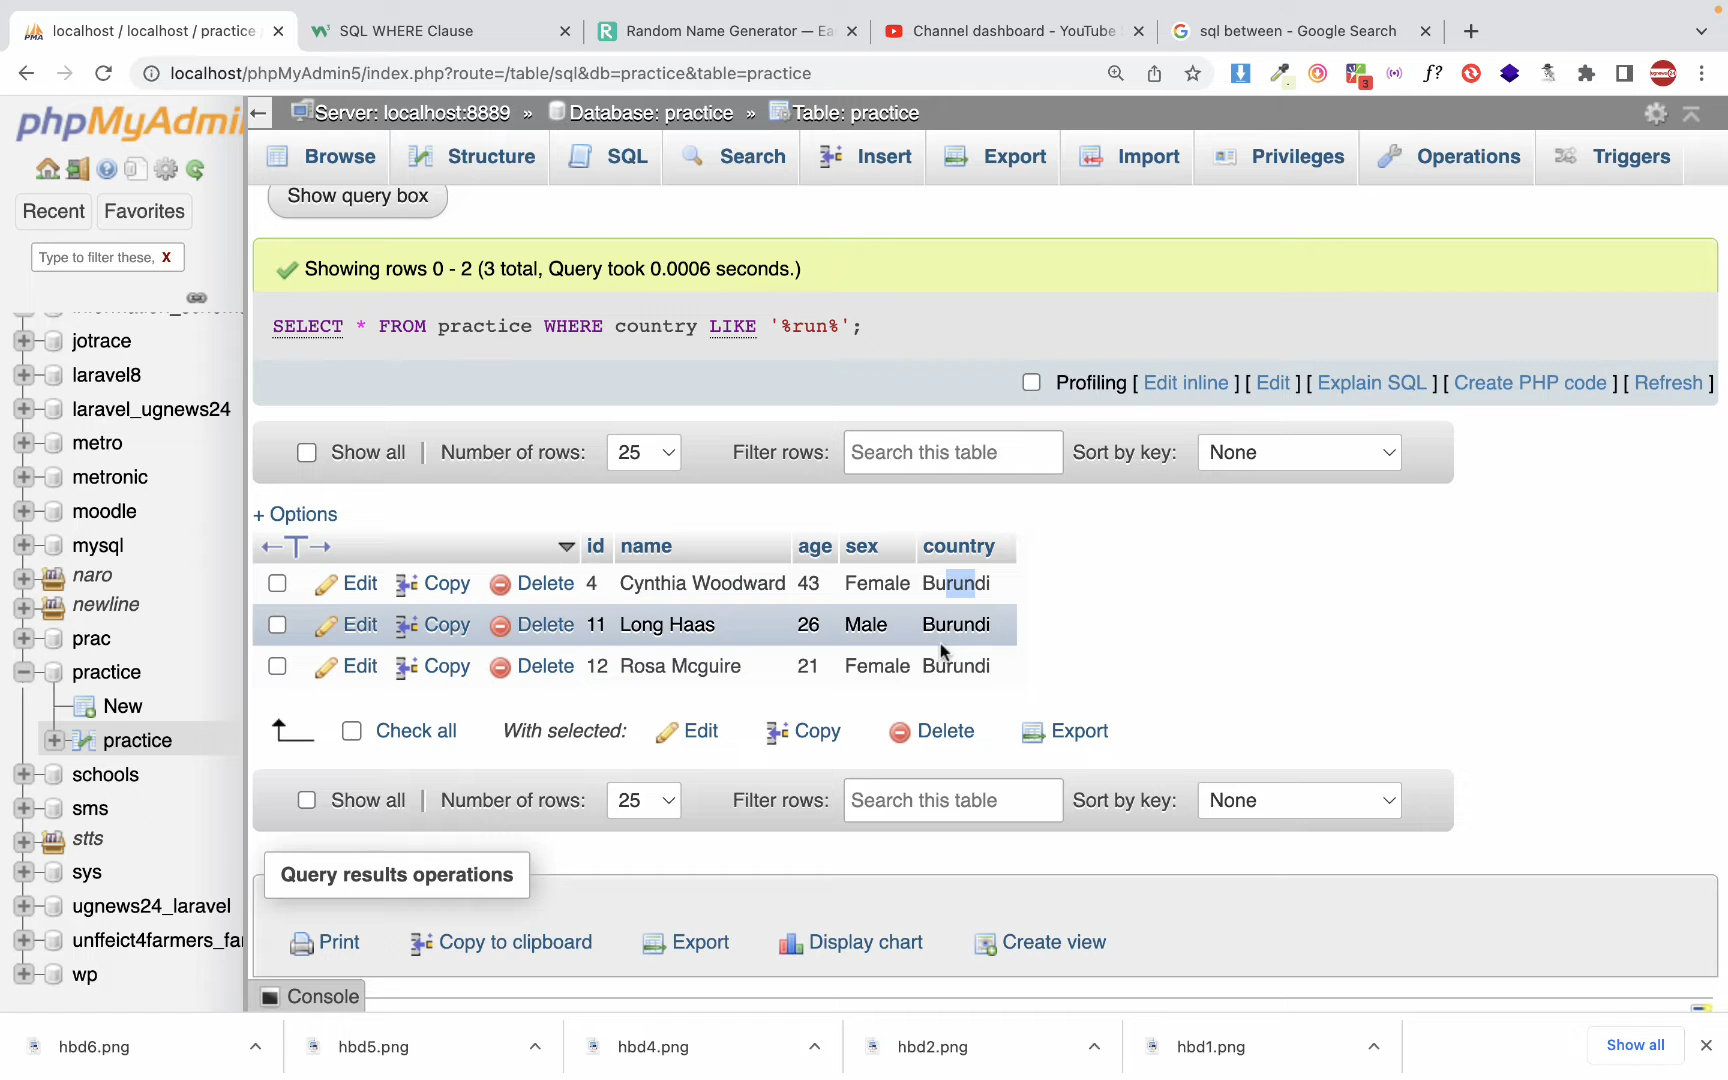 localhost / localhost / practice
SQL WHERE Clause
Random Name Generator — Ea
Channel dashboard - YouTube
sql between - Google Search
localhost/phpMyAdmin5/index.php?route=/table/sql&db=practice&table=practice
phpMyAdmi
Server: localhost:8889 » Database: practice » Table: practice
Browse Structure SQL Search Insert Export Import Privileges Operations Triggers
Recent Favorites
Type to filter these, X
jotrace
laravel8
laravel_ugnews24
metro
metronic
moodle
mysql
naro
newline
prac
practice
New
practice
schools
sms
stts
sys
ugnews24_laravel
unffeict4farmers_far
wp
Show query box
Showing rows 0 - 2 (3 total, Query took 0.0006 seconds.)
SELECT * FROM practice WHERE country LIKE '%run%';
Profiling [ Edit inline ] [ Edit ] [ Explain SQL ] [ Create PHP code ] [ Refresh ]
Show all | Number of rows: 25 Filter rows: Search this table Sort by key: None
+ Options
id name age sex country
Edit Copy Delete 4 Cynthia Woodward 43 Female Burundi
Edit Copy Delete 11 Long Haas 26 Male Burundi
Edit Copy Delete 12 Rosa Mcguire 21 Female Burundi
Check all With selected: Edit Copy Delete Export
Show all | Number of rows: 25 Filter rows: Search this table Sort by key: None
Query results operations
Print Copy to clipboard Export Display chart Create view
Console
hbd6.png hbd5.png hbd4.png hbd2.png hbd1.png Show all